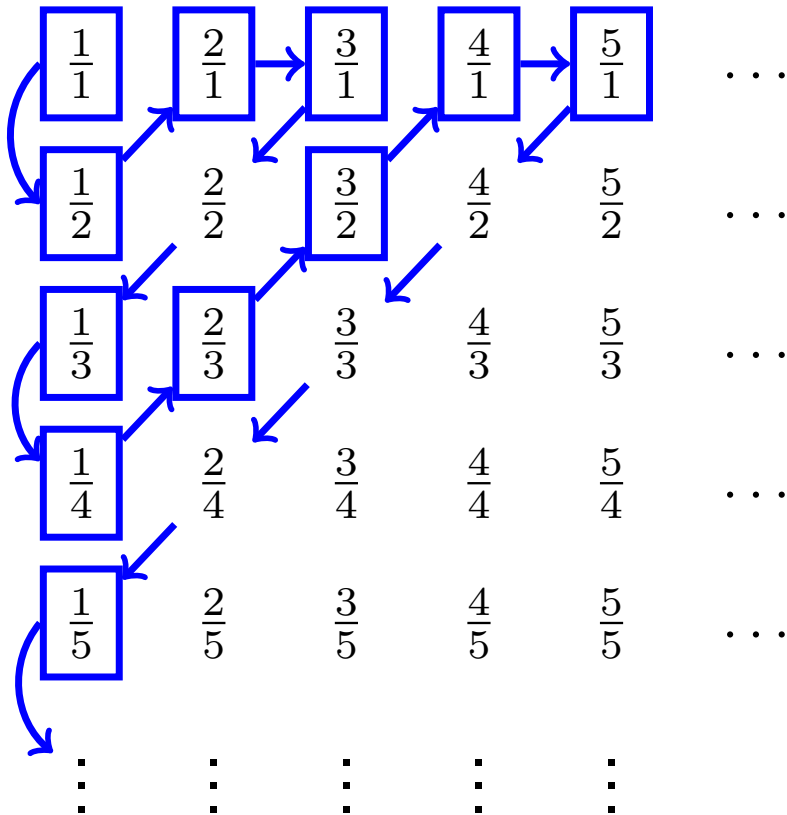 1/1 2/1 3/1 4/1 5/1 ...
1/2 2/2 3/2 4/2 5/2 ...
1/3 2/3 3/3 4/3 5/3 ...
1/4 2/4 3/4 4/4 5/4 ...
1/5 2/5 3/5 4/5 5/5 ...
⋮ ⋮ ⋮ ⋮ ⋮